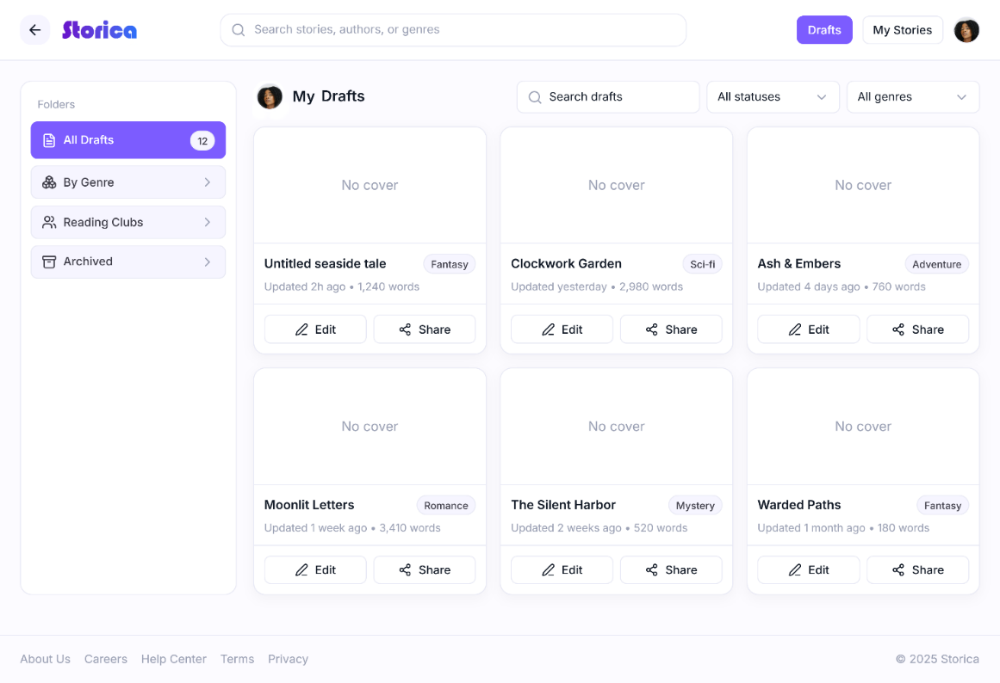 Storica
Search stories, authors, or genres
Drafts
My Stories
Folders
All Drafts 12
By Genre
Reading Clubs
Archived
My Drafts
Search drafts
All statuses
All genres
No cover
Untitled seaside tale Fantasy
Updated 2h ago • 1,240 words
Edit Share
No cover
Clockwork Garden Sci-fi
Updated yesterday • 2,980 words
Edit Share
No cover
Ash & Embers Adventure
Updated 4 days ago • 760 words
Edit Share
No cover
Moonlit Letters Romance
Updated 1 week ago • 3,410 words
Edit Share
No cover
The Silent Harbor Mystery
Updated 2 weeks ago • 520 words
Edit Share
No cover
Warded Paths Fantasy
Updated 1 month ago • 180 words
Edit Share
About Us Careers Help Center Terms Privacy
© 2025 Storica